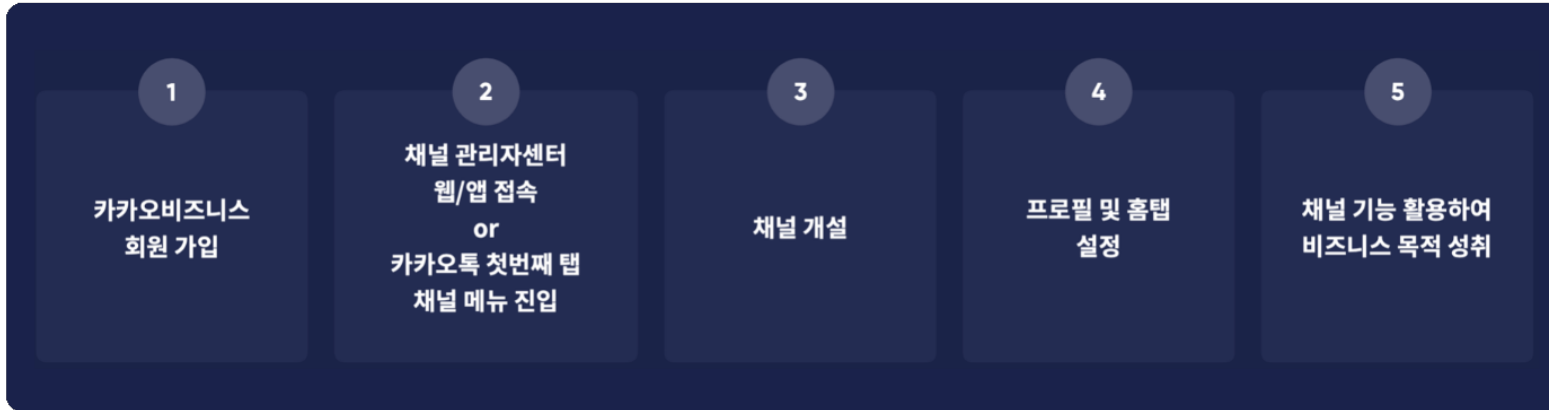 1
카카오비즈니스
회원 가입
2
채널 관리자센터
웹/앱 접속
or
카카오톡 첫번째 탭
채널 메뉴 진입
3
채널 개설
4
프로필 및 홈탭
설정
5
채널 기능 활용하여
비즈니스 목적 성취